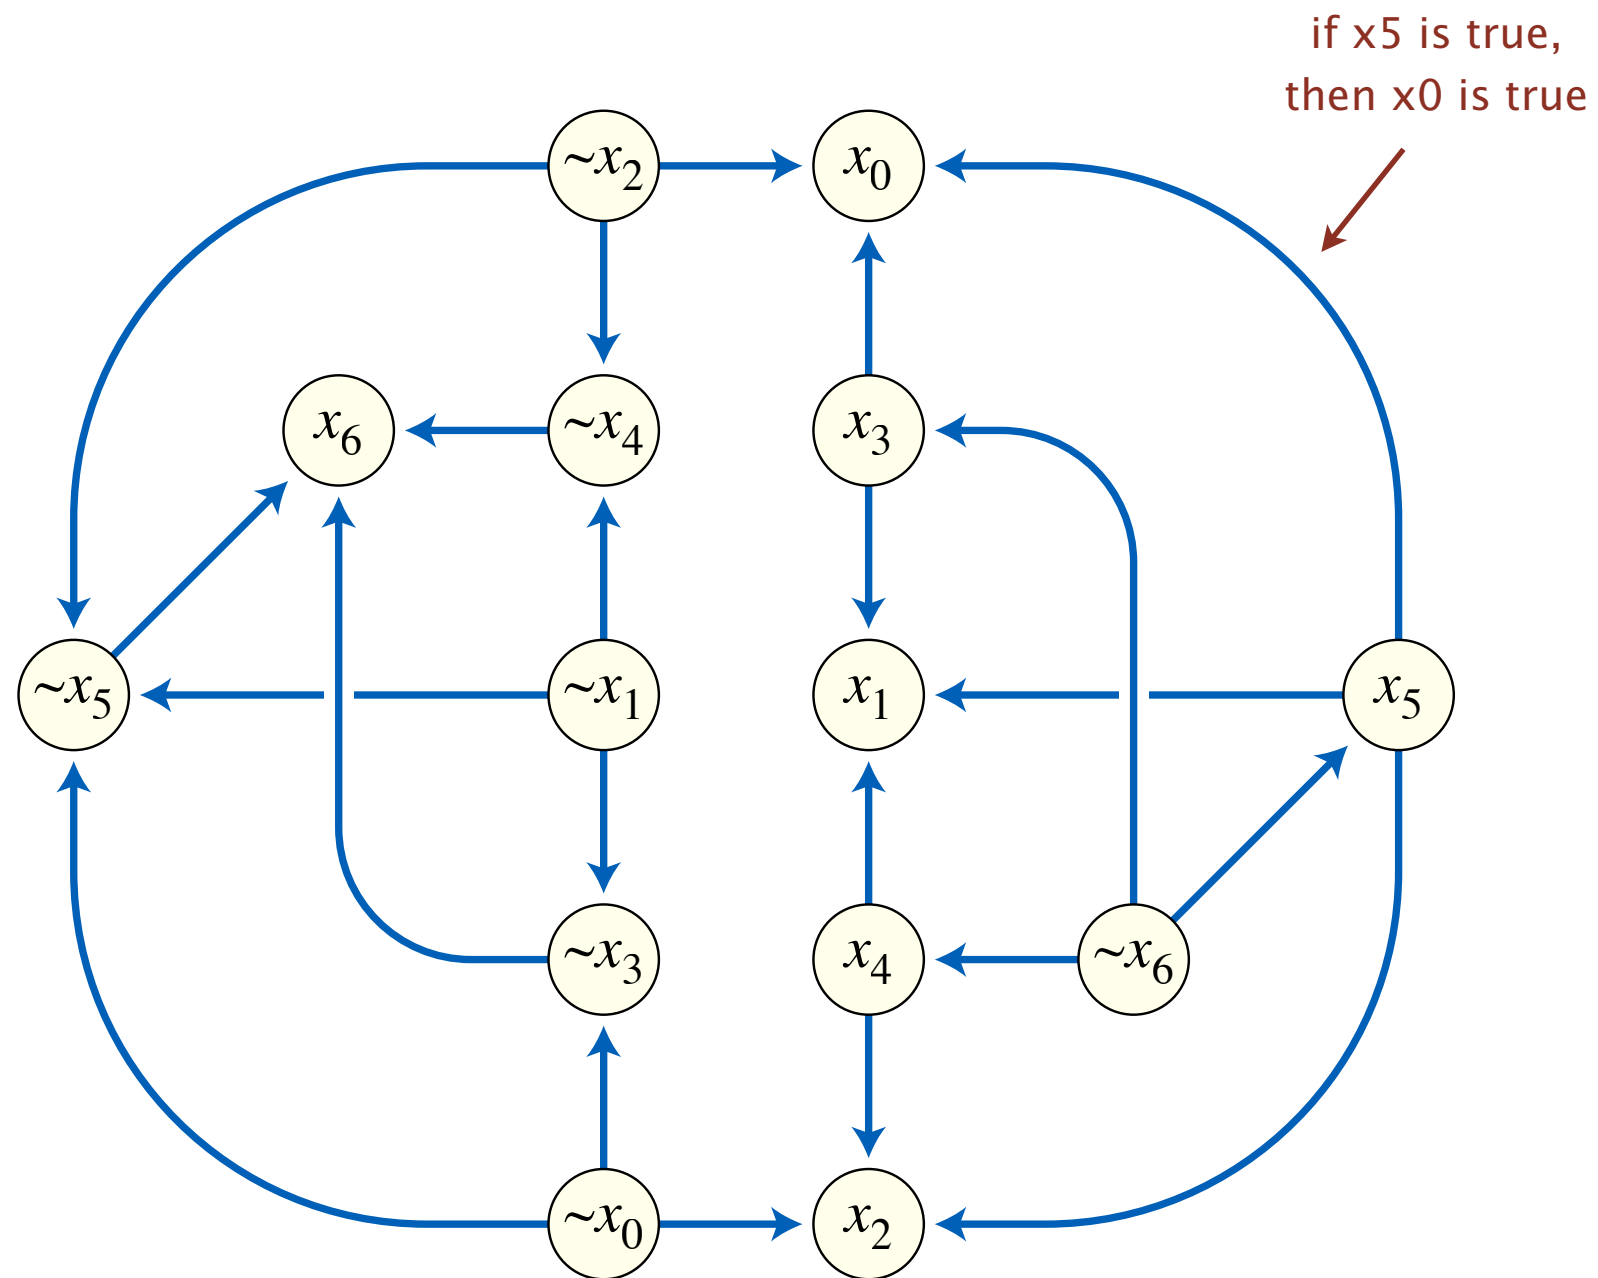 if x5 is true,
then x0 is true
~x2 x0
x6 ~x4 x3
~x5 ~x1 x1 x5
~x3 x4 ~x6
~x0 x2